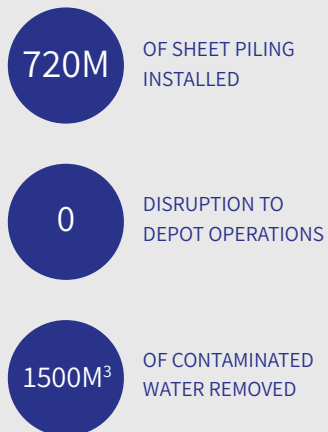 720M
OF SHEET PILING
INSTALLED
0
DISRUPTION TO
DEPOT OPERATIONS
1500M³
OF CONTAMINATED
WATER REMOVED